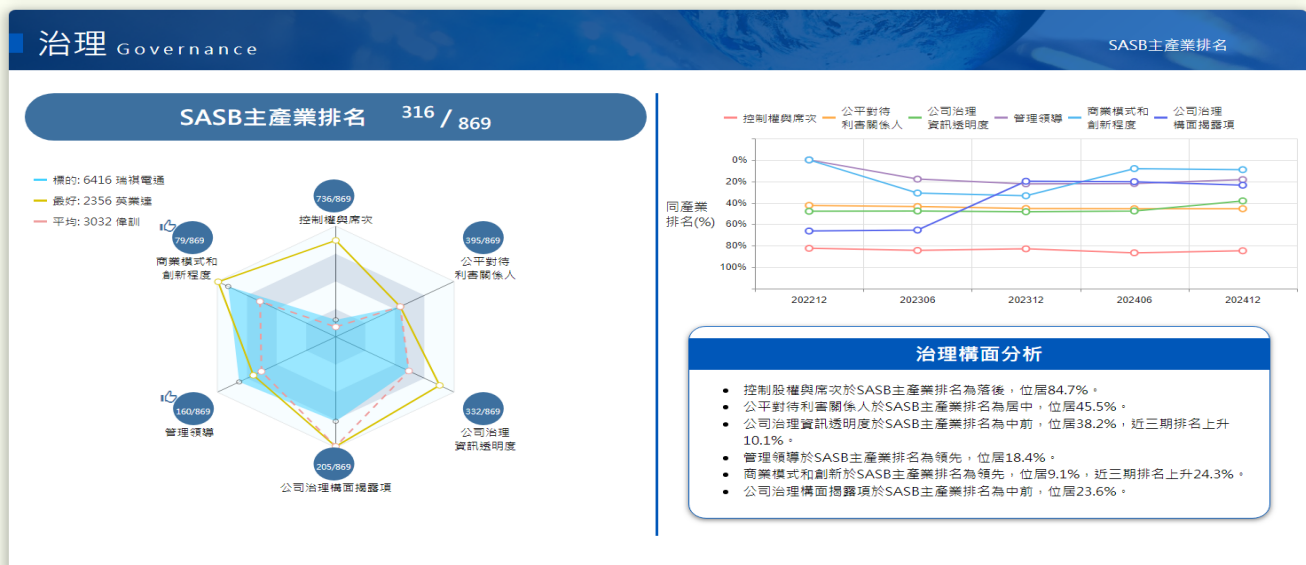 治理 Governance
SASB主產業排名
SASB主產業排名 316 / 869
標的: 6416 瑞祺電通
最好: 2356 英業達
平均: 3032 偉訓
736/869
控制權與席次
395/869
公平對待
利害關係人
332/869
公司治理
資訊透明度
205/869
公司治理構面揭露項
160/869
管理領導
79/869
商業模式和
創新程度
控制權與席次
公平對待
利害關係人
公司治理
資訊透明度
管理領導
商業模式和
創新程度
公司治理
構面揭露項
同產業
排名(%)
0%
20%
40%
60%
80%
100%
202212 202306 202312 202406 202412
治理構面分析
• 控制股權與席次於SASB主產業排名為落後，位居84.7%。
• 公平對待利害關係人於SASB主產業排名為居中，位居45.5%。
• 公司治理資訊透明度於SASB主產業排名為中前，位居38.2%，近三期排名上升
10.1%。
• 管理領導於SASB主產業排名為領先，位居18.4%。
• 商業模式和創新於SASB主產業排名為領先，位居9.1%，近三期排名上升24.3%。
• 公司治理構面揭露項於SASB主產業排名為中前，位居23.6%。